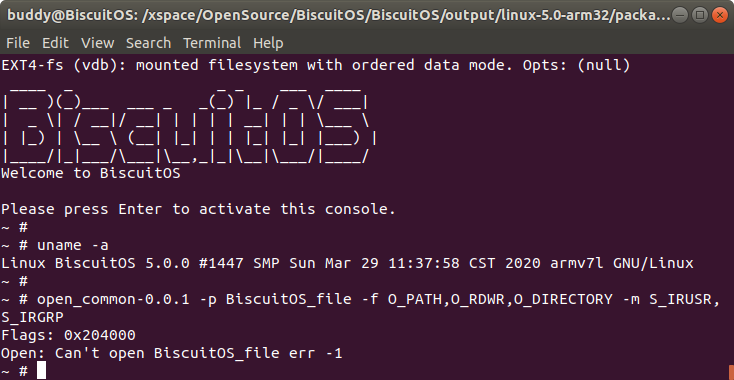 buddy@BiscuitOS: /xspace/OpenSource/BiscuitOS/BiscuitOS/output/linux-5.0-arm32/packa...
File Edit View Search Terminal Help
EXT4-fs (vdb): mounted filesystem with ordered data mode. Opts: (null)
BiscuitOS
Welcome to BiscuitOS
Please press Enter to activate this console.
~ #
~ # uname -a
Linux BiscuitOS 5.0.0 #1447 SMP Sun Mar 29 11:37:58 CST 2020 armv7l GNU/Linux
~ #
~ # open_common-0.0.1 -p BiscuitOS_file -f O_PATH,O_RDWR,O_DIRECTORY -m S_IRUSR,
S_IRGRP
Flags: 0x204000
Open: Can't open BiscuitOS_file err -1
~ #